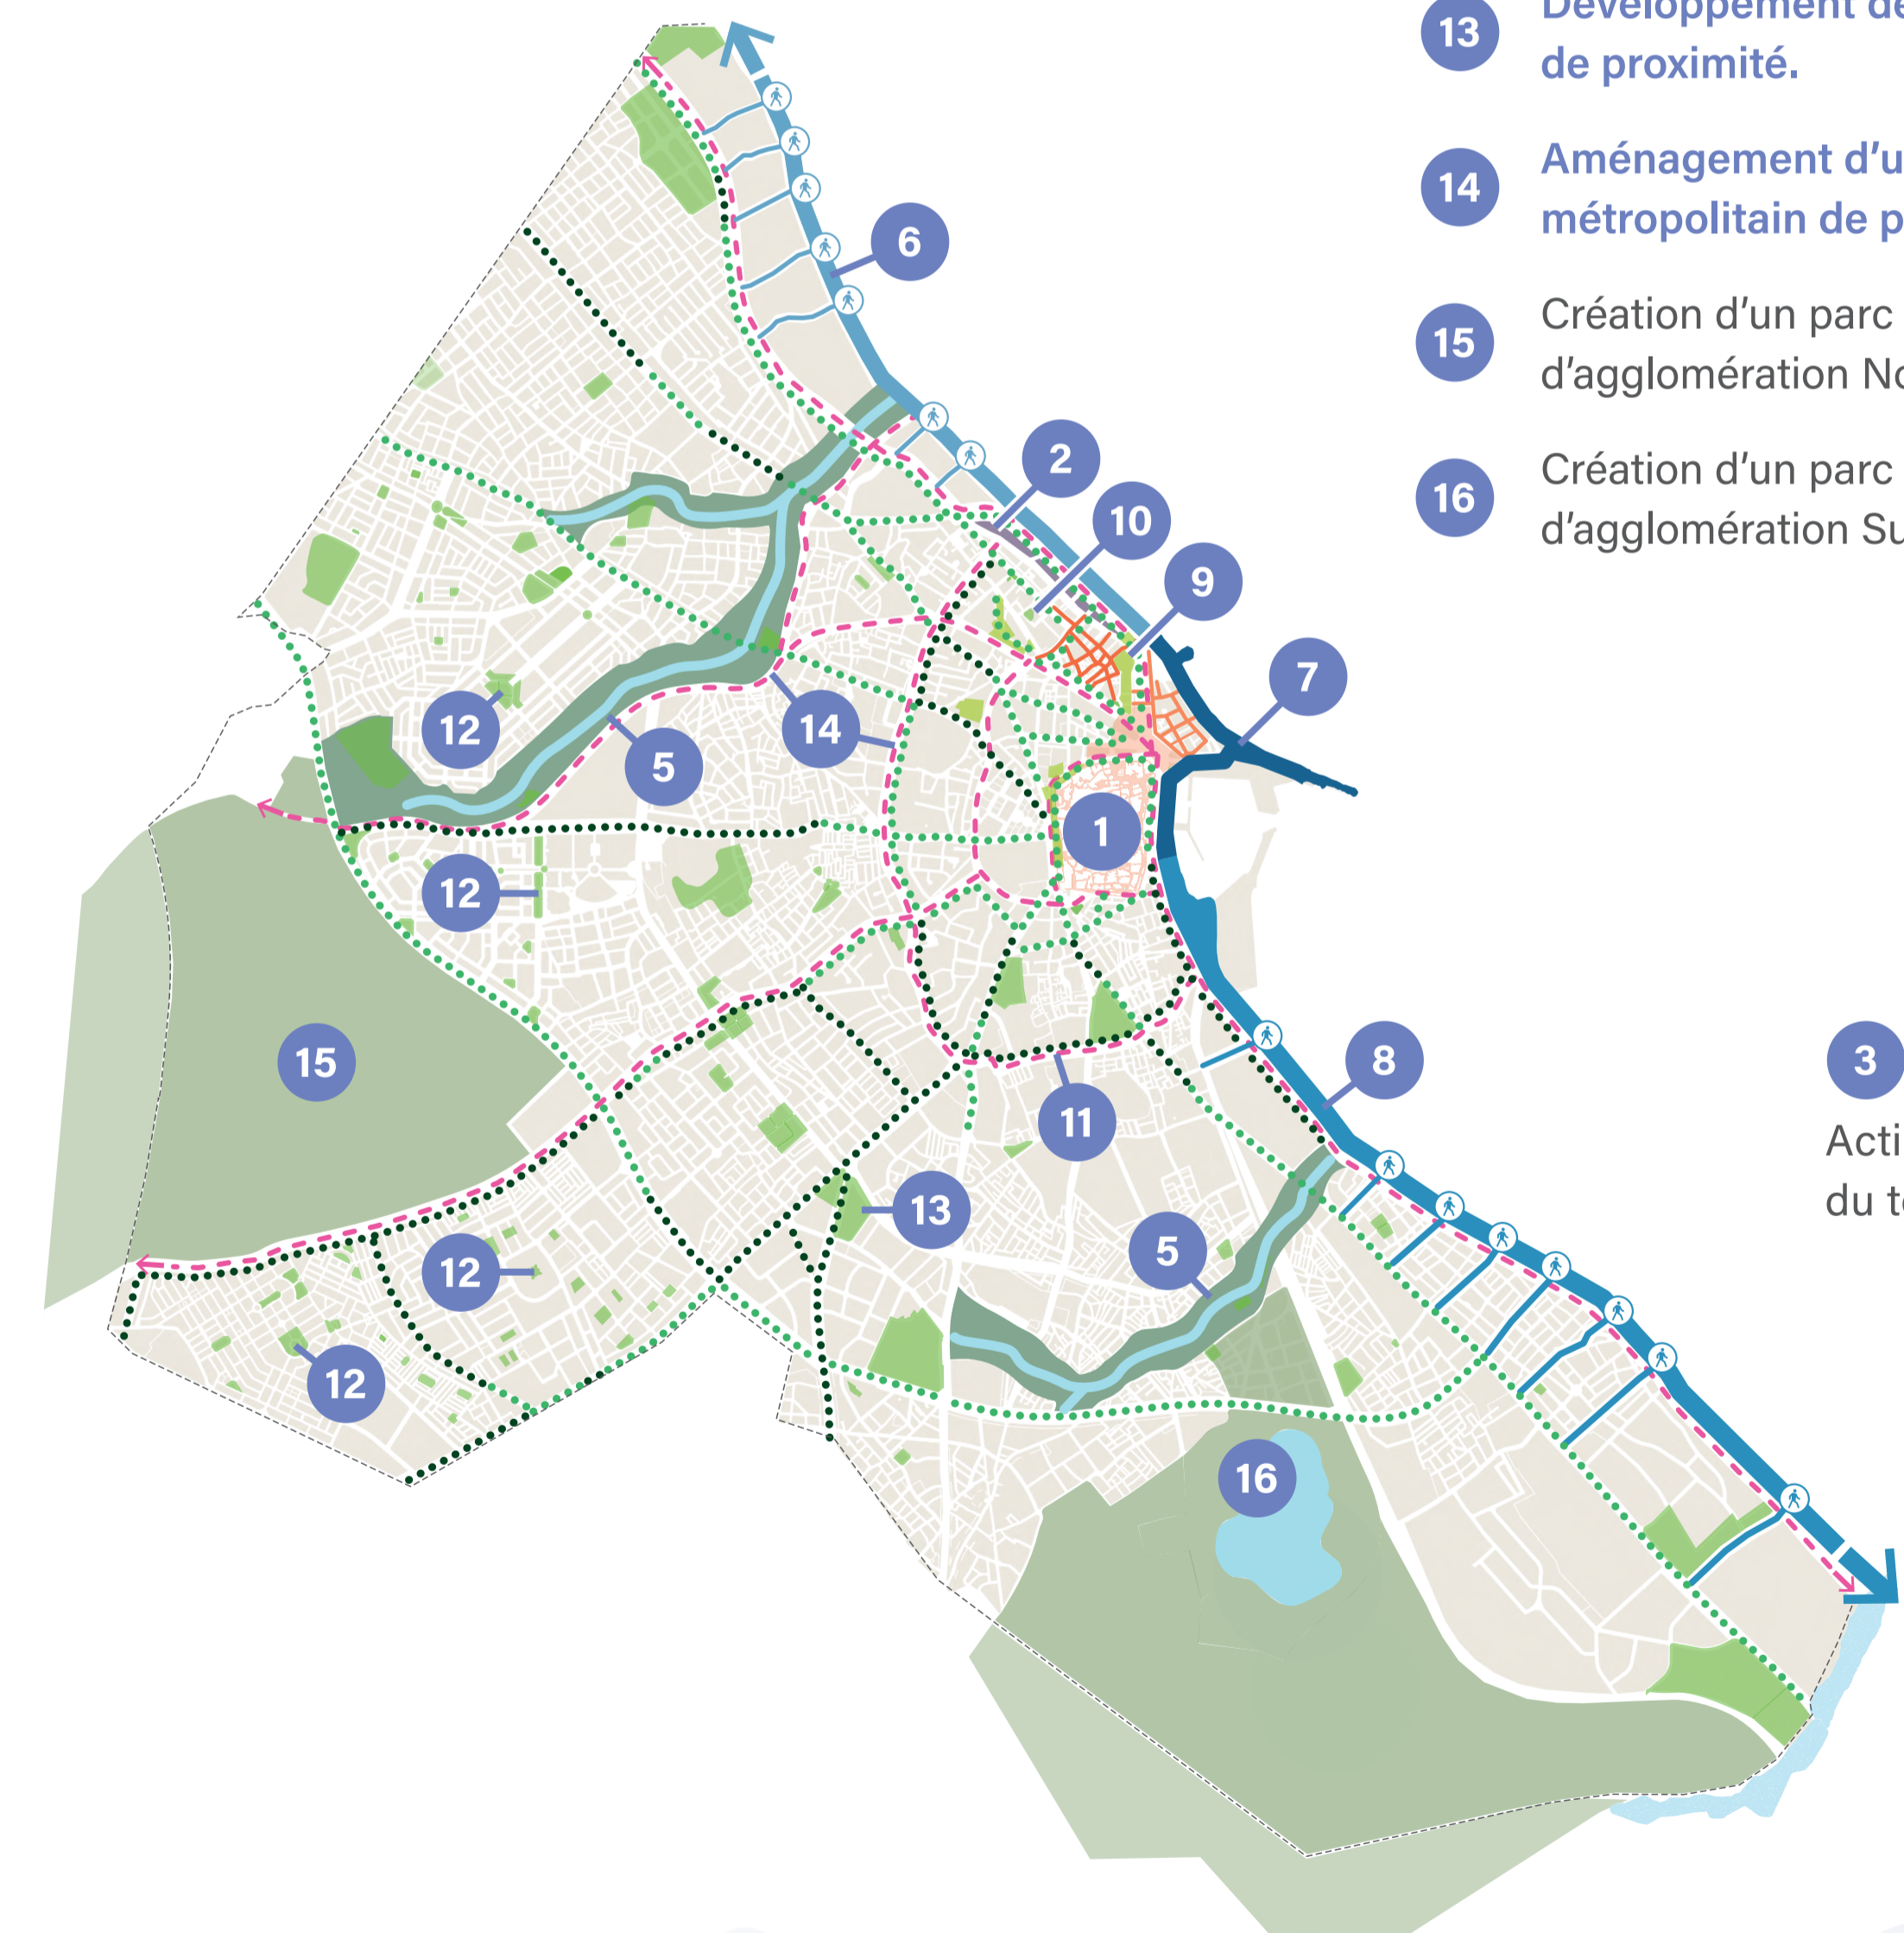 13
de proximité.
14
Aménagement d'u
métropolitain de p
15
Création d'un parc
d'agglomération No
16
Création d'un parc
d'agglomération Su
6
2
10
9
7
12
14
5
1
12
15
8
3
Acti
du te
11
13
5
12
12
16